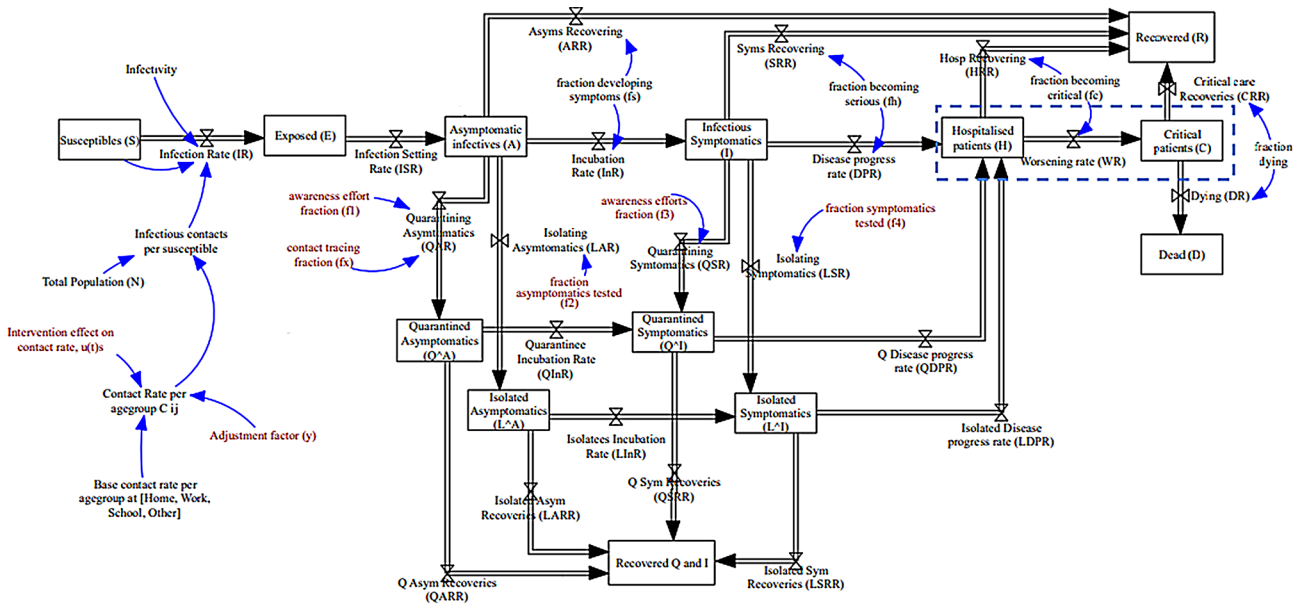 Asyms Recovering
(ARR)
Syms Recovering
(SRR)
Recovered (R)
Hosp Recovering
(HRR)
Infectvity
fraction developing
symptoms (fs)
fraction becoming
serious (fh)
fraction becoming
critical (fc)
Critical care
Recoveries (CRR)
Susceptibles (S)
Infection Rate (IR)
Exposed (E)
Infection Setting
Rate (ISR)
Asymptomatic
infectives (A)
Incubation
Rate (InR)
Infectious
Symptomatics
(I)
Disease progress
rate (DPR)
Hospitalised
patients (H)
Worsening rate (WR)
Critical
patients (C)
fraction
dying
Dying (DR)
Dead (D)
awareness effort
fraction (f1)
Quarantining
Asymtomatics
(QAR)
contact tracing
fraction (fx)
Isolating
Asymtomatics (LAR)
fraction
asymptomatics tested
(f2)
awareness efforts
fraction (f3)
Quarantining
Symtomatics (QSR)
fraction symptomatics
tested (f4)
Isolating
Symptomatics (LSR)
Infectious contacts
per susceptible
Total Population (N)
Intervention effect on
contact rate, u(t)s
Contact Rate per
agegroup C ij
Adjustment factor (y)
Base contact rate per
agegroup at [Home, Work,
School, Other]
Quarantined
Asymptomatics
(Q^A)
Quarantinee
Incubation Rate
(QInR)
Quarantined
Symptomatics
(Q^I)
Q Disease progress
rate (QDPR)
Isolated
Asymptomatics
(L^A)
Isolatees Incubation
Rate (LInR)
Isolated
Symptomatics
(L^I)
Isolated Disease
progress rate (LDPR)
Q Sym Recoveries
(QSRR)
Isolated Asym
Recoveries (LARR)
Recovered Q and I
Q Asym Recoveries
(QARR)
Isolated Sym
Recoveries (LSRR)